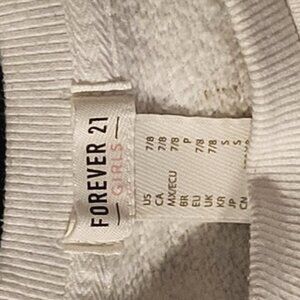 FOREVER 21
GIRLS
US 7/8
CA 7/8
MX/ECU 7/8
BR P
EU 7/8
UK 7/8
KR S
JP S
CN